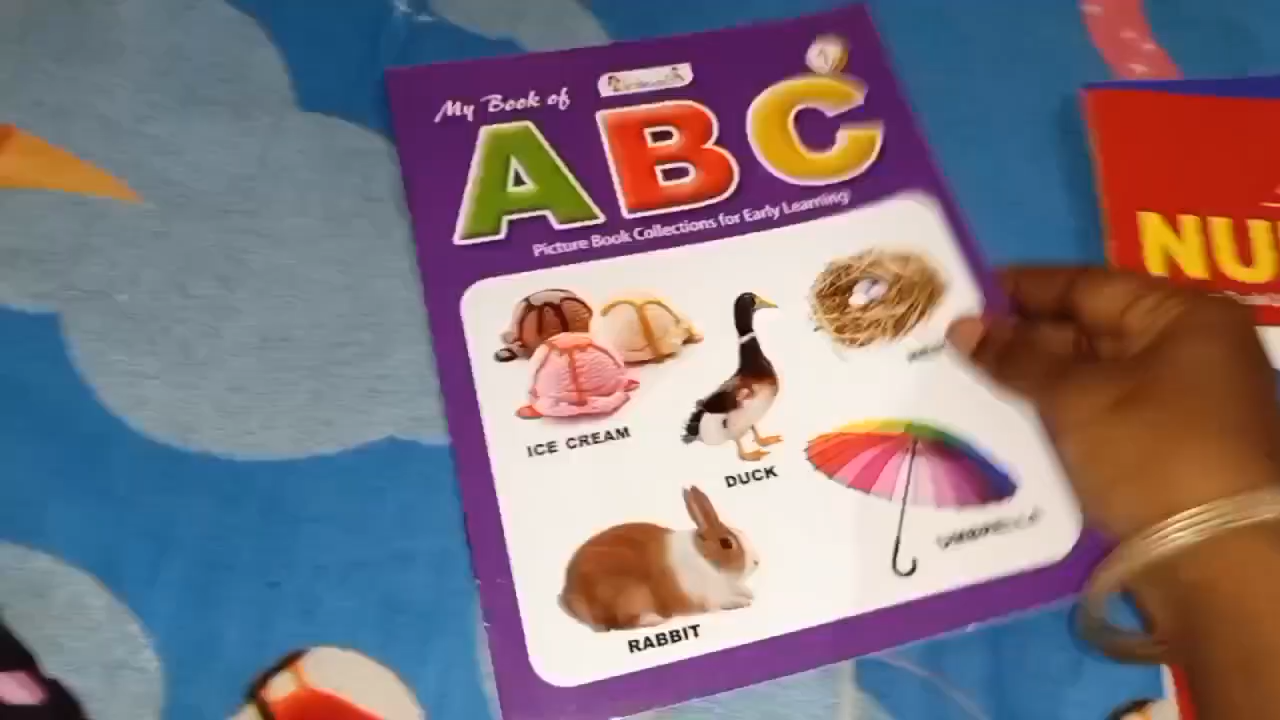 My Book of
ABC
Picture Book Collections for Early Learning
ICE CREAM
DUCK
RABBIT
NU